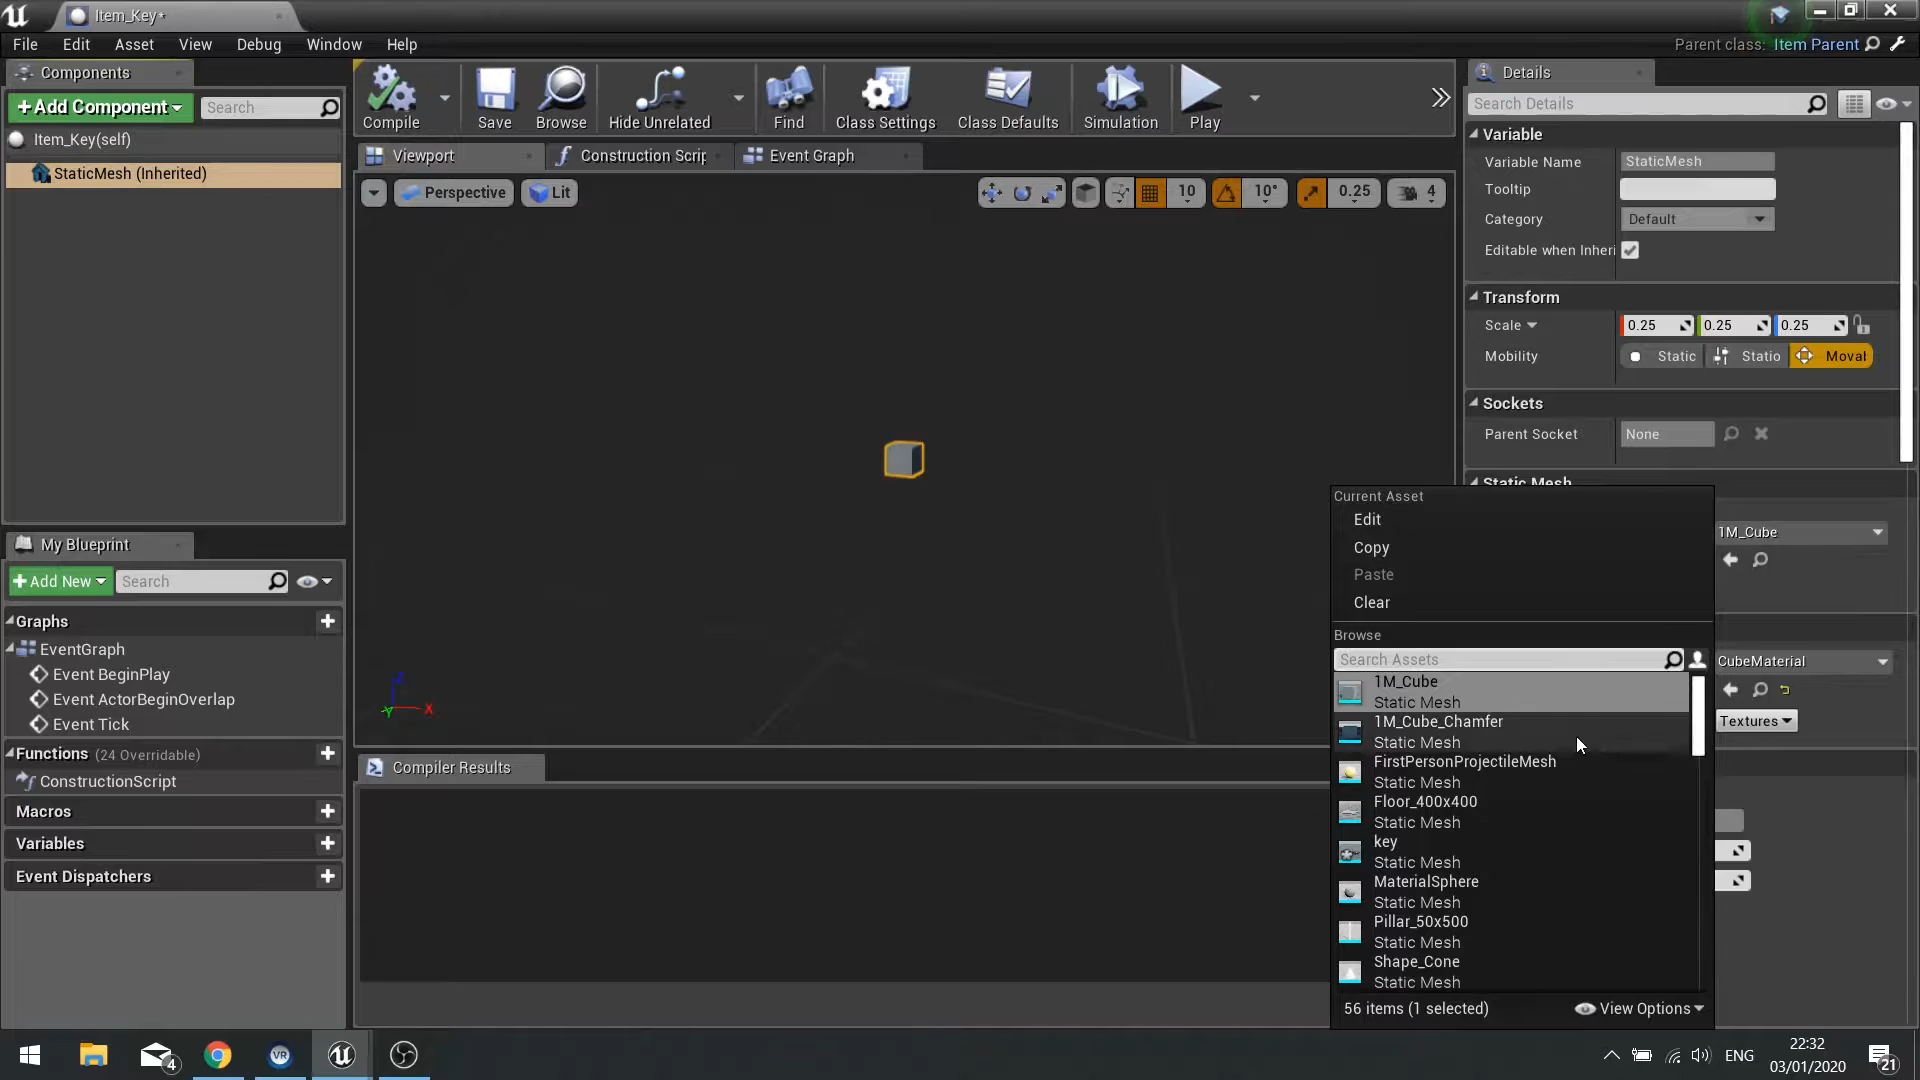 Item_Key*
File Edit Asset View Debug Window Help
Parent class: Item Parent
Components
+Add Component
Search
Item_Key(self)
StaticMesh (Inherited)
Compile Save Browse Hide Unrelated Find Class Settings Class Defaults Simulation Play
Viewport Construction Scrip Event Graph
Perspective Lit
10 10° 0.25 4
Z
Y X
Details
Search Details
Variable
Variable Name StaticMesh
Tooltip
Category Default
Editable when Inheri
Transform
Scale 0.25 0.25 0.25
Mobility Static Statio Moval
Sockets
Parent Socket None
Static Mesh
1M_Cube
CubeMaterial
Textures
Current Asset
Edit
Copy
Paste
Clear
Browse
Search Assets
1M_Cube
Static Mesh
1M_Cube_Chamfer
Static Mesh
FirstPersonProjectileMesh
Static Mesh
Floor_400x400
Static Mesh
key
Static Mesh
MaterialSphere
Static Mesh
Pillar_50x500
Static Mesh
Shape_Cone
Static Mesh
56 items (1 selected) View Options
My Blueprint
+Add New Search
Graphs
EventGraph
Event BeginPlay
Event ActorBeginOverlap
Event Tick
Functions (24 Overridable)
ConstructionScript
Macros
Variables
Event Dispatchers
Compiler Results
4
VR
ENG
22:32
03/01/2020
21